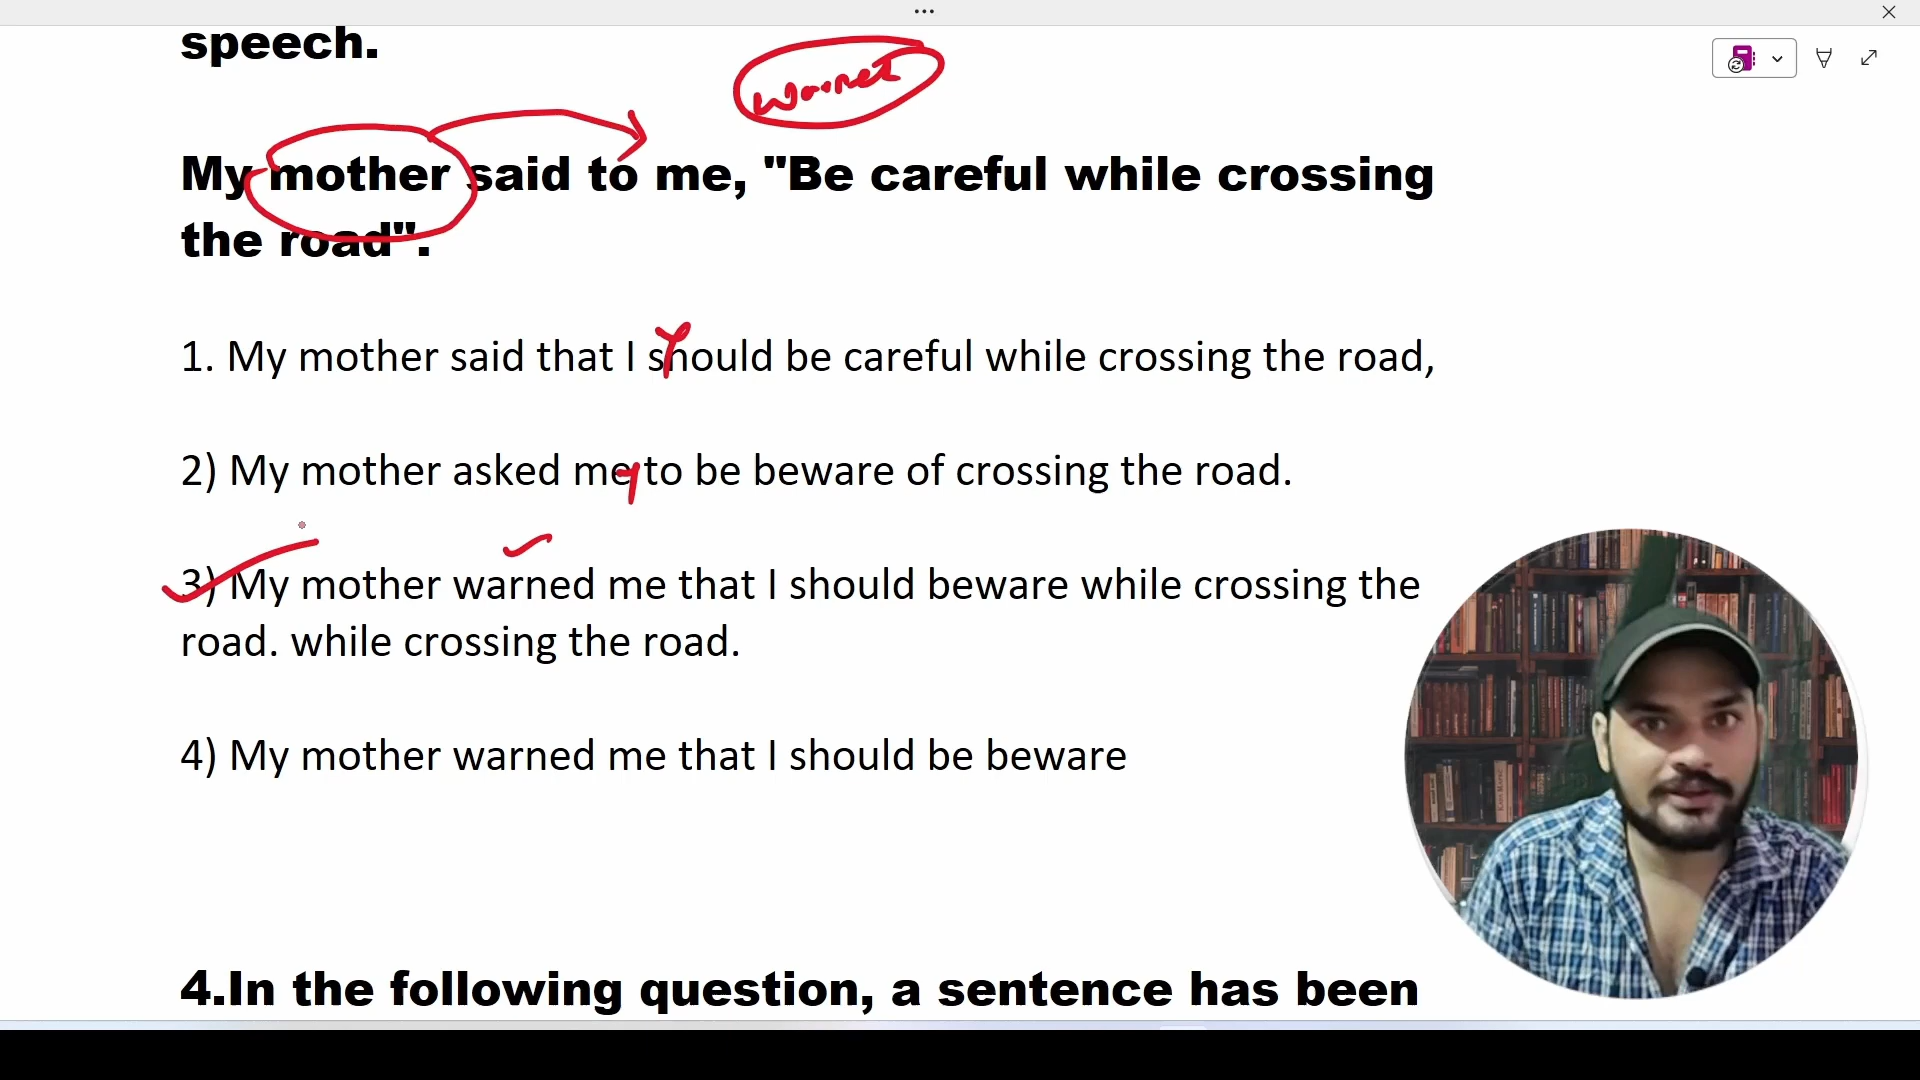 speech.
warned
My mother said to me, "Be careful while crossing
the road".
1. My mother said that I should be careful while crossing the road,
2) My mother asked me to be beware of crossing the road.
3) My mother warned me that I should beware while crossing the
road. while crossing the road.
4) My mother warned me that I should be beware
4.In the following question, a sentence has been